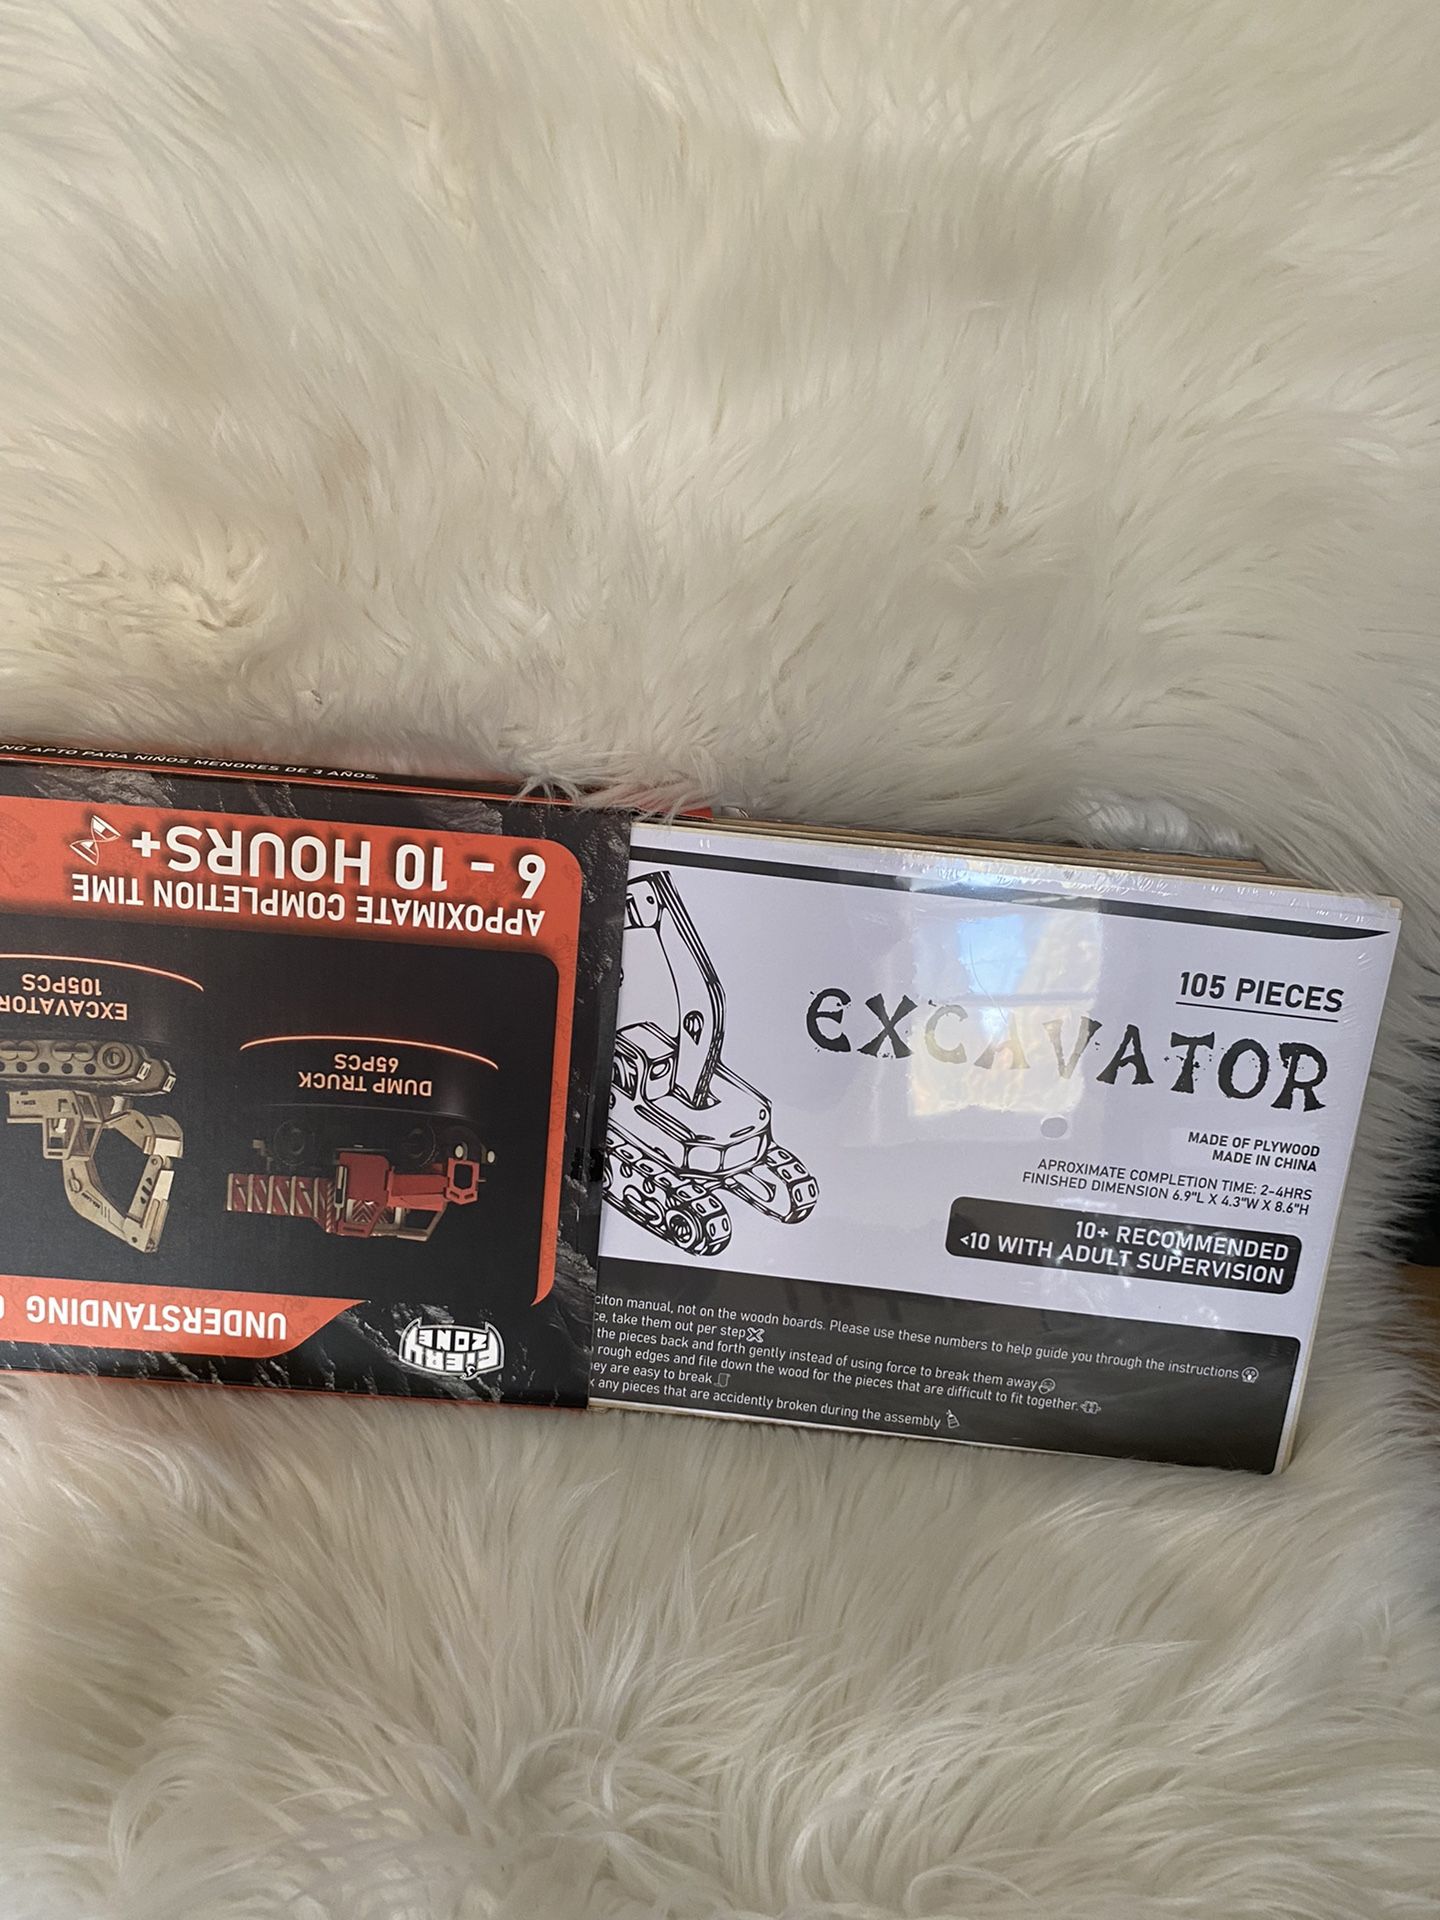 NO APTO PARA NIÑOS MENORES DE 3 AÑOS.
APPOXIMATE COMPLETION TIME
6 - 10 HOURS+
DUMP TRUCK
65PCS
EXCAVATOR
105PCS
UNDERSTANDING
FIERY
ZONE
105 PIECES
EXCAVATOR
MADE OF PLYWOOD
MADE IN CHINA
APROXIMATE COMPLETION TIME: 2-4HRS
FINISHED DIMENSION 6.9"L X 4.3"W X 8.6"H
10+ RECOMMENDED
<10 WITH ADULT SUPERVISION
citon manual, not on the woodn boards. Please use these numbers to help guide you through the instructions
ce, take them out per step
the pieces back and forth gently instead of using force to break them away
rough edges and file down the wood for the pieces that are difficult to fit together.
ey are easy to break
any pieces that are accidently broken during the assembly